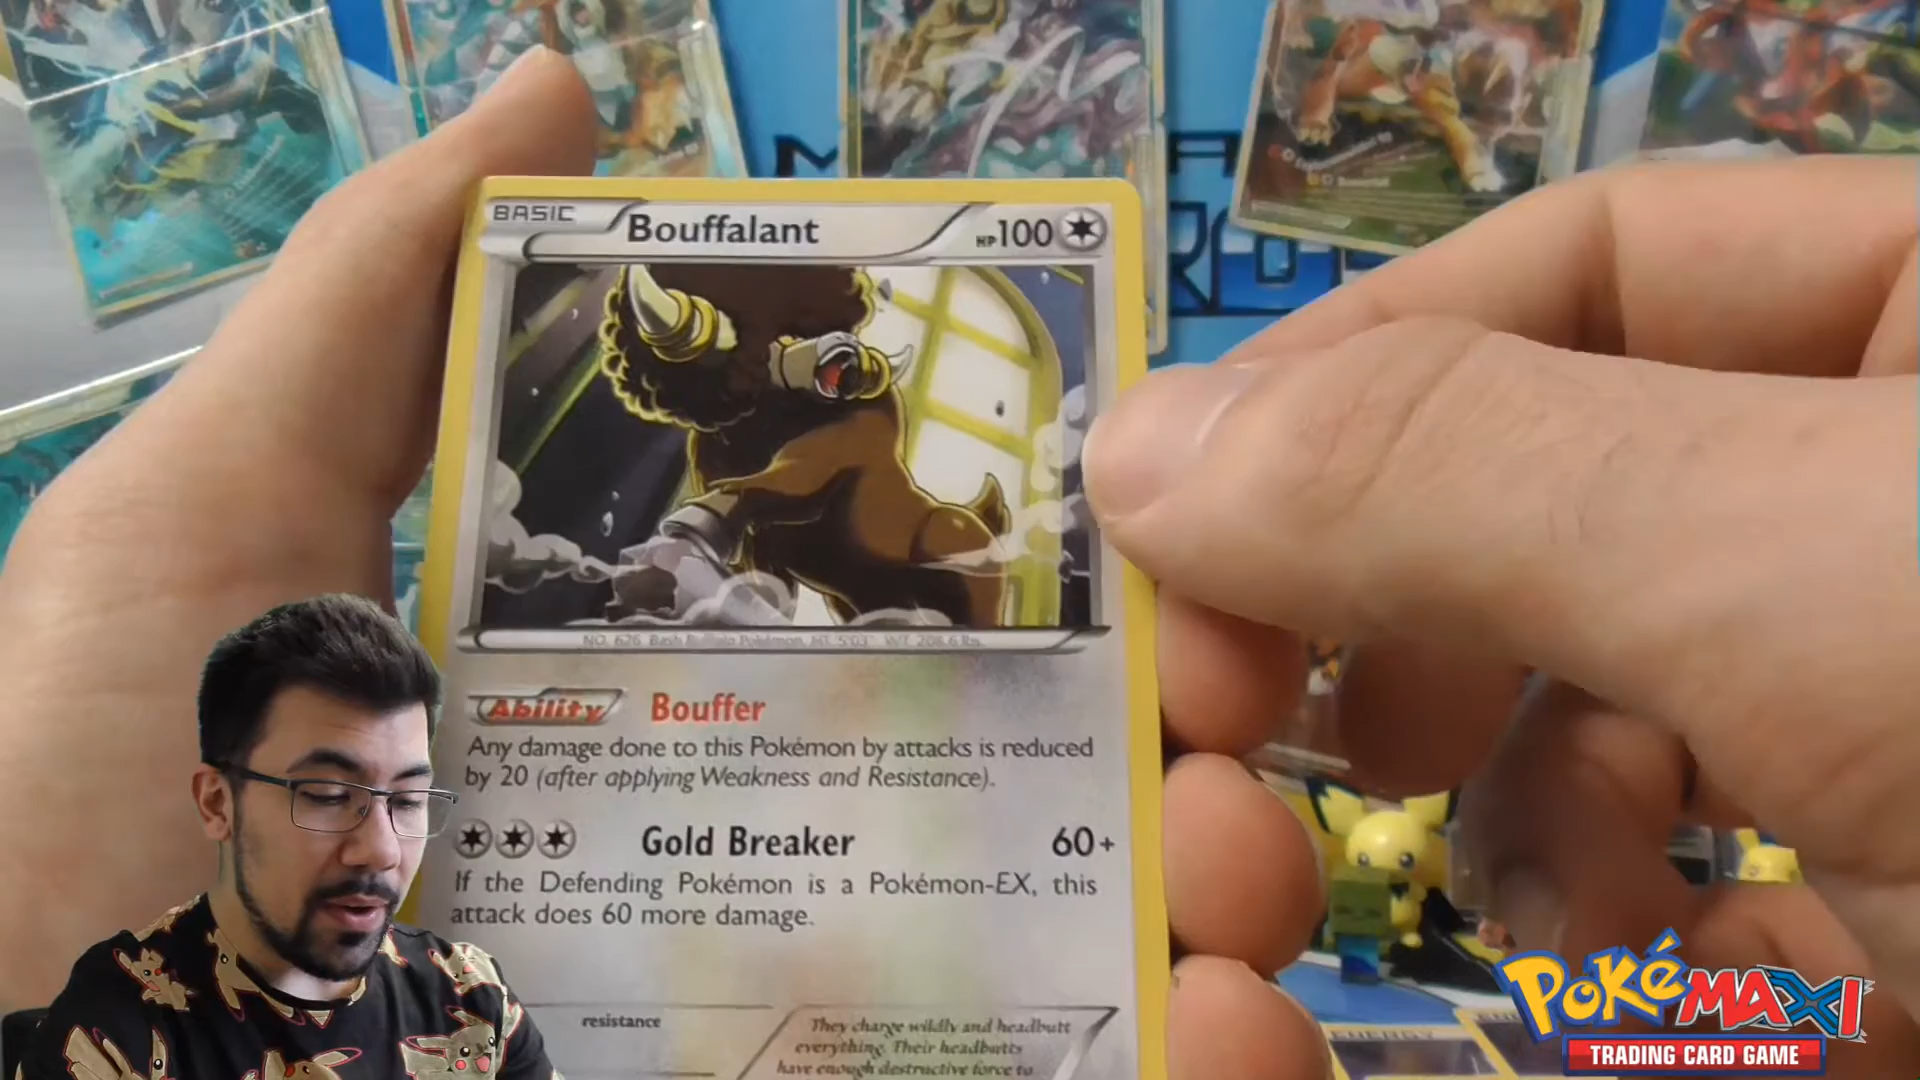 BASIC
Bouffalant
HP100
NO. 626 Bash Buffalo Pokémon. HT. 5'03" WT. 208.6 lbs.
Ability Bouffer
Any damage done to this Pokémon by attacks is reduced
by 20 (after applying Weakness and Resistance).
Gold Breaker 60+
If the Defending Pokémon is a Pokémon-EX, this
attack does 60 more damage.
resistance
They charge wildly and headbutt
everything. Their headbutts
have enough destructive force to
ENERGY
POKéMAXI
TRADING CARD GAME